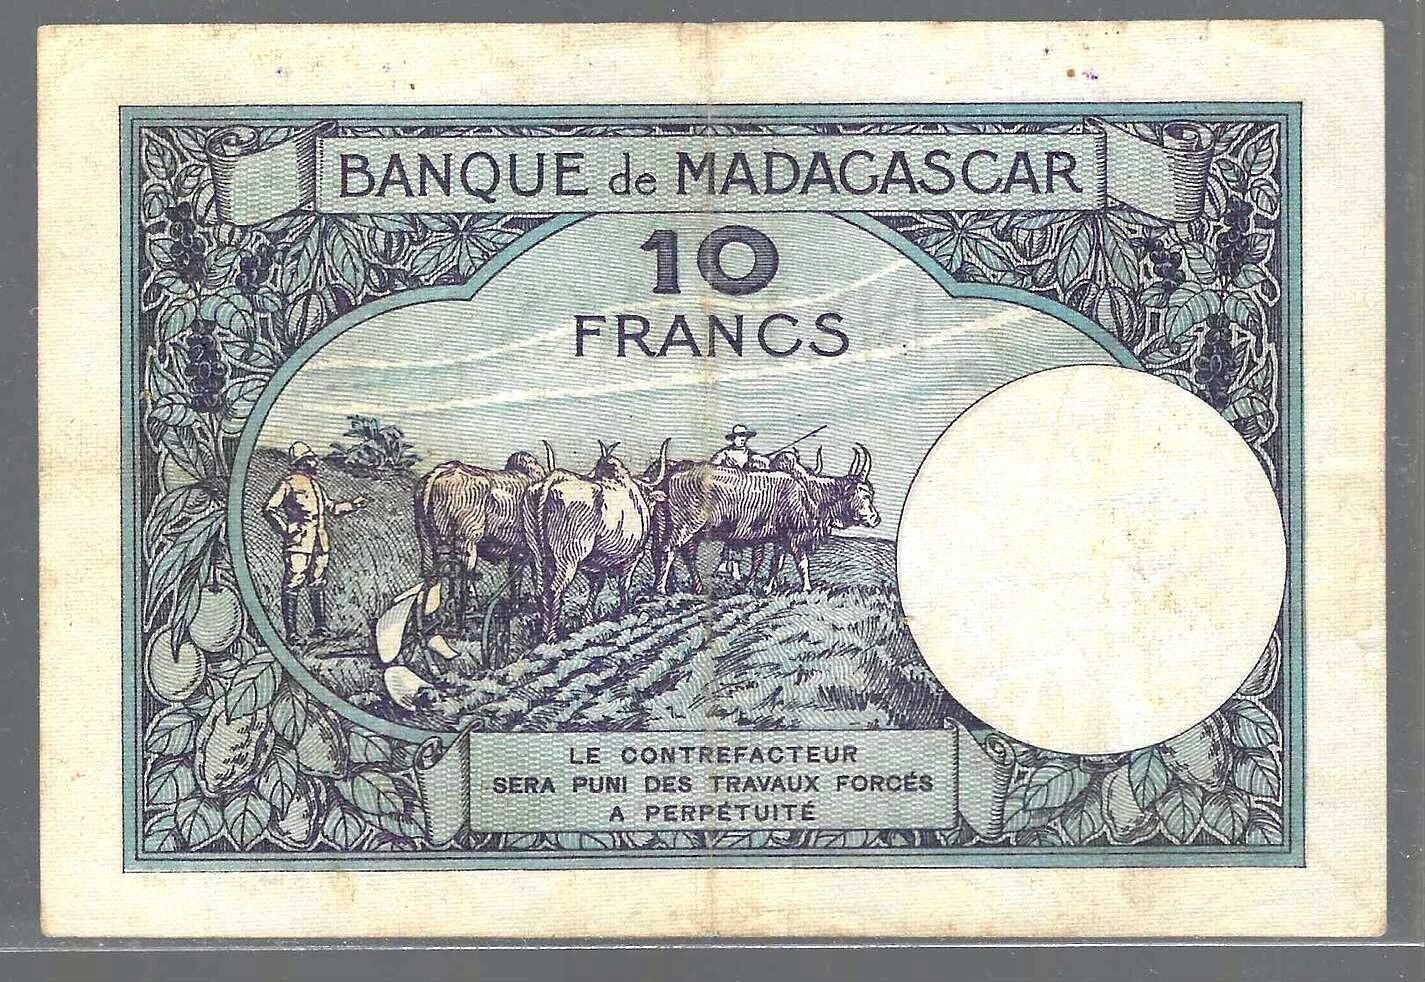 BANQUE de MADAGASCAR
10
FRANCS
LE CONTREFACTEUR
SERA PUNI DES TRAVAUX FORCÉS
A PERPÉTUITÉ